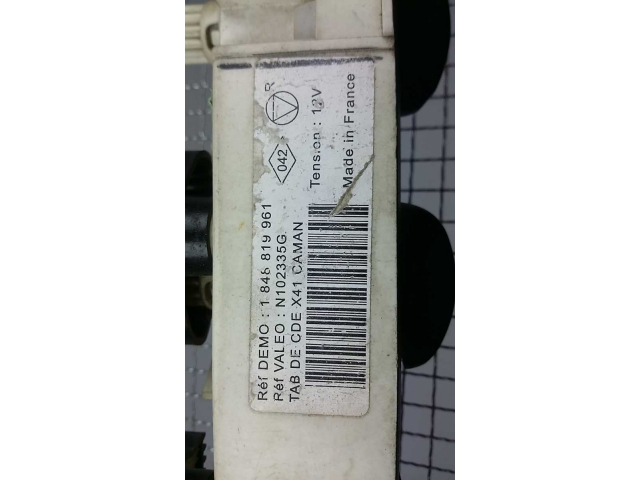 Réf DEMO : 1 848 819 961
Réf VALEO : N102335G
TAB DE CDE X41 CAMAN
<042>
R
Tension : 12V
Made in France